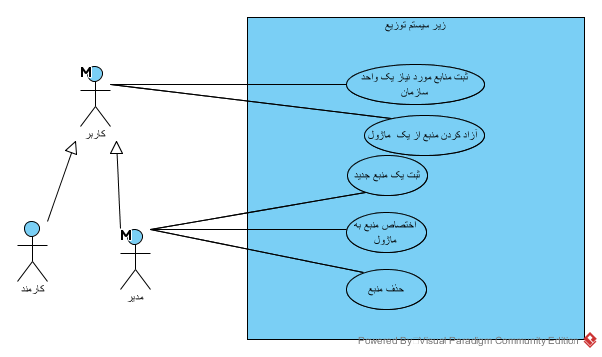 زیر سیستم توزیع
M
ثبت منابع مورد نیاز یک واحد
سازمان
کاربر
آزاد کردن منبع از یک ماژول
ثبت یک منبع جدید
اختصاص منبع به
ماژول
M
کارمند
مدیر
حذف منبع
Powered By Visual Paradigm Community Edition